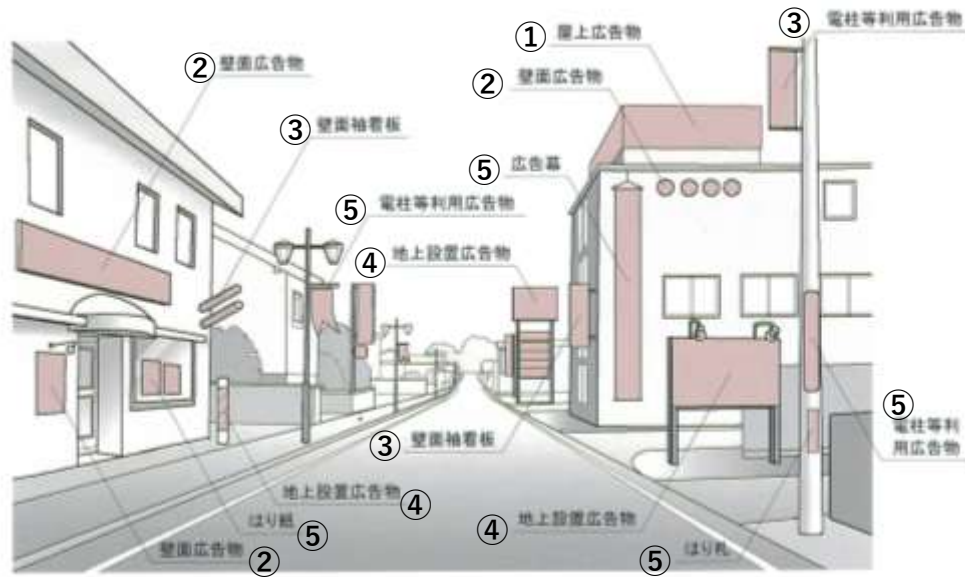 ③ 電柱等利用広告物
① 屋上広告物
② 壁面広告物
② 壁面広告物
③ 壁面袖看板
⑤ 広告幕
⑤ 電柱等利用広告物
④ 地上設置広告物
③ 壁面袖看板
⑤
電柱等利
用広告物
地上設置広告物 ④
はり紙 ⑤
壁面広告物 ②
④ 地上設置広告物
⑤ はり札